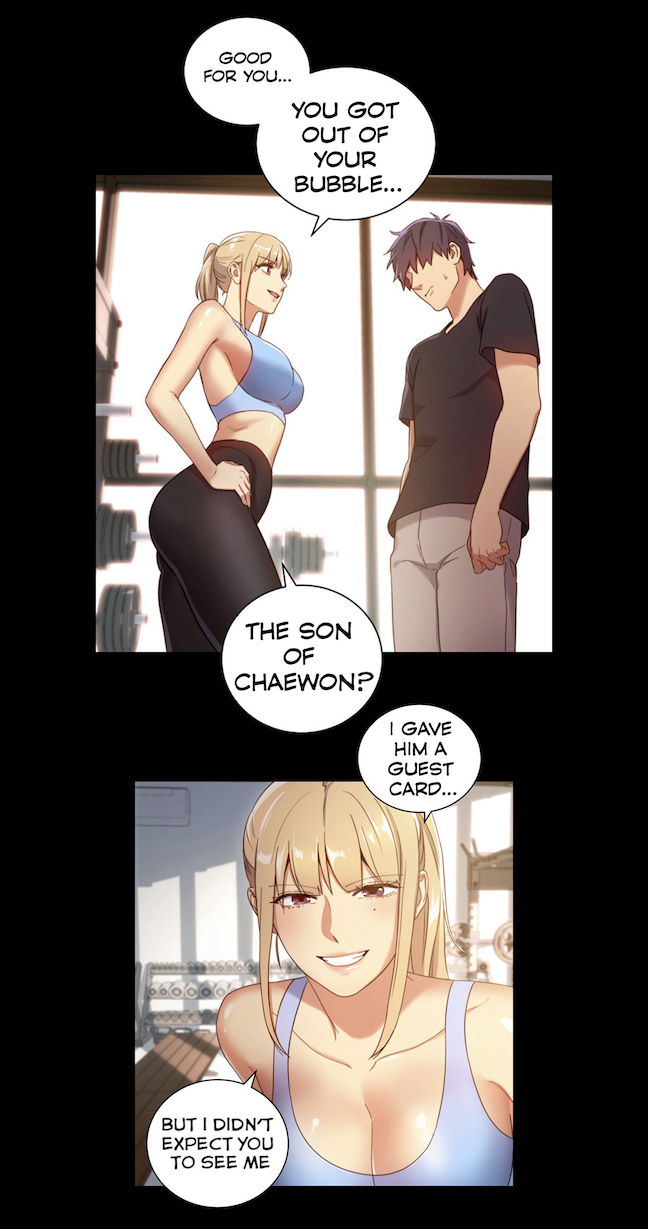 GOOD
FOR YOU...
YOU GOT
OUT OF
YOUR
BUBBLE...
THE SON
OF
CHAEWON?
I GAVE
HIM A
GUEST
CARD...
BUT I DIDN'T
EXPECT YOU
TO SEE ME